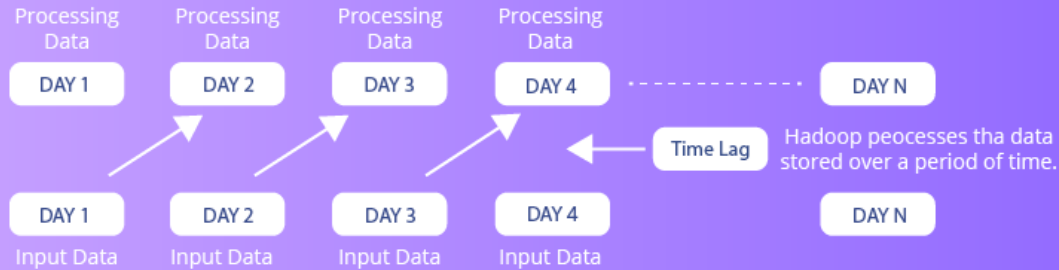 Processing Data
Processing Data
Processing Data
Processing Data
DAY 1
DAY 2
DAY 3
DAY 4
DAY N
Time Lag
Hadoop peocesses tha data
stored over a period of time.
DAY 1
DAY 2
DAY 3
DAY 4
DAY N
Input Data
Input Data
Input Data
Input Data